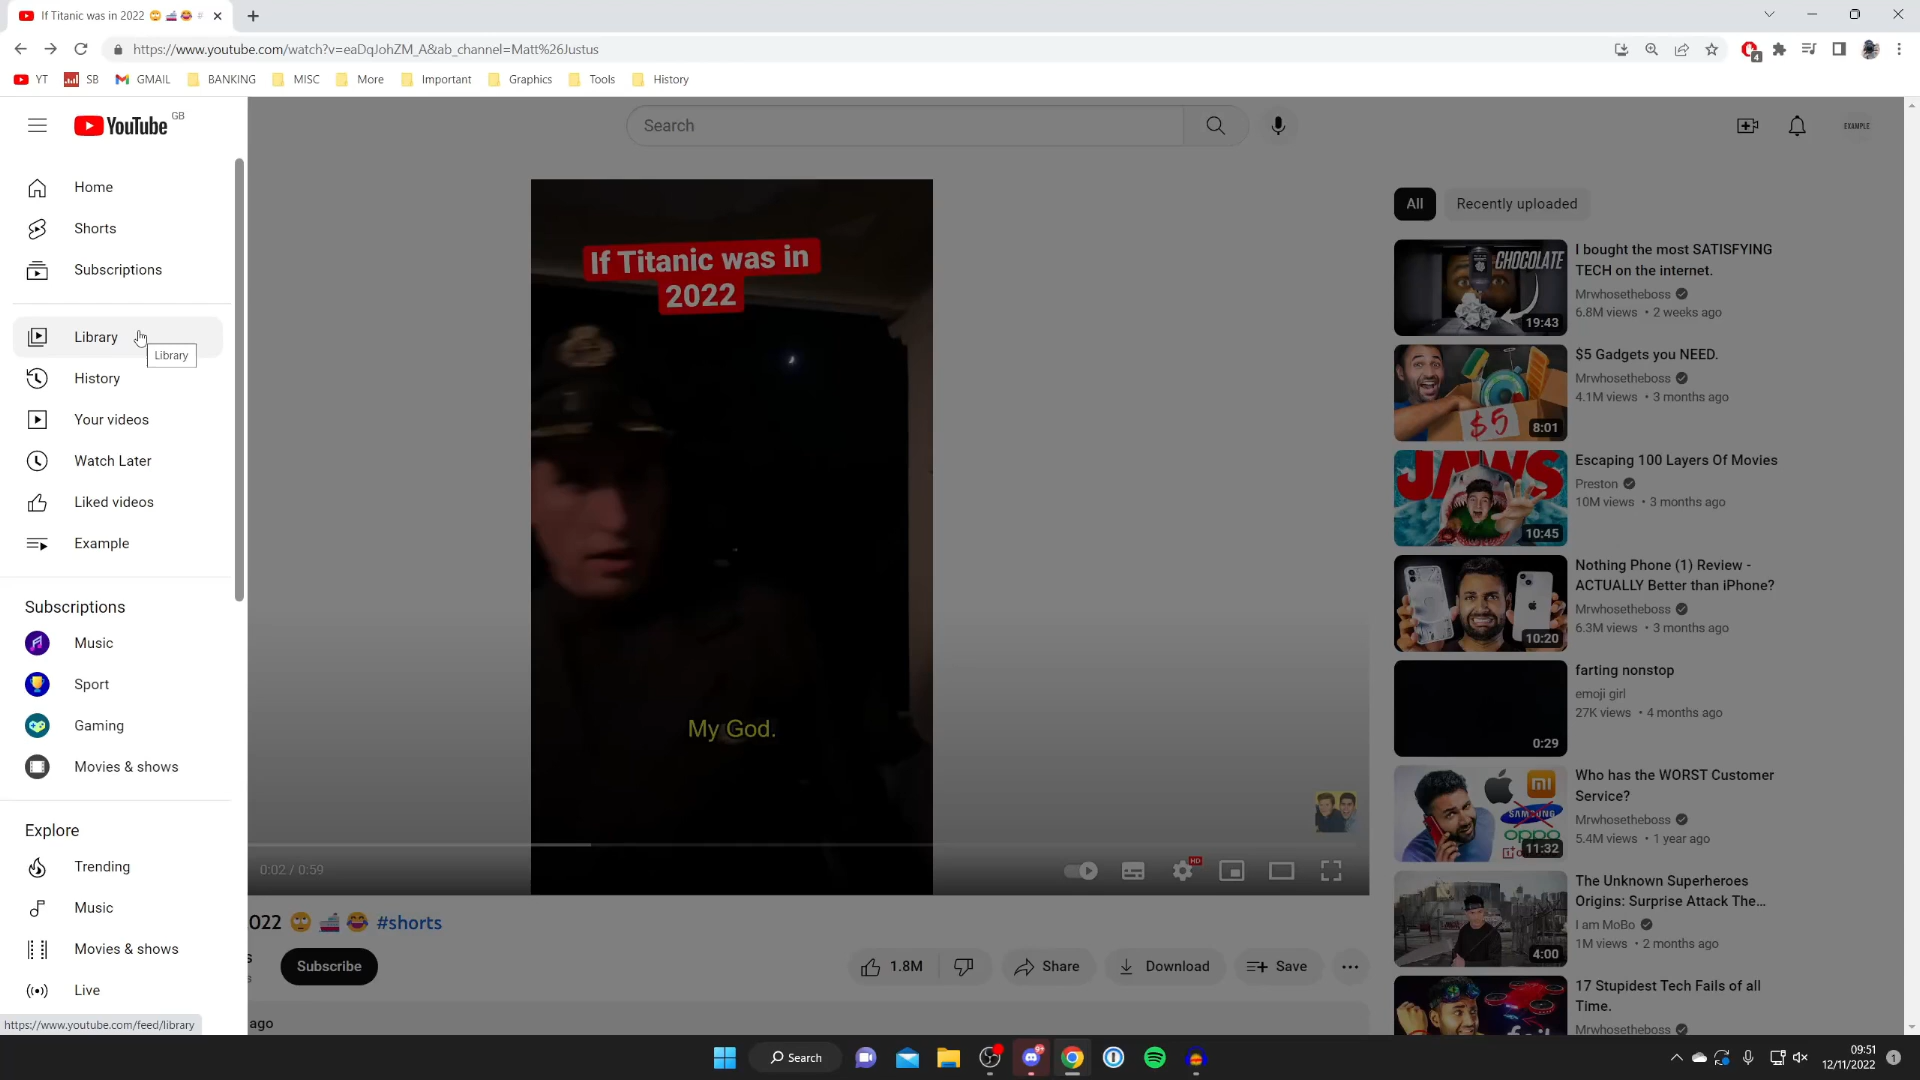 If Titanic was in 2022 🙄 🚢 😂 #
https://www.youtube.com/watch?v=eaDqJohZM_A&ab_channel=Matt%26Justus
4
YT
SB
GMAIL
BANKING
MISC
More
Important
Graphics
Tools
History
YouTube GB
Search
EXAMPLE
Home
Shorts
Subscriptions
Library
Library
History
Your videos
Watch Later
Liked videos
Example
Subscriptions
Music
Sport
Gaming
Movies & shows
Explore
Trending
Music
Movies & shows
Live
https://www.youtube.com/feed/library
If Titanic was in
2022
My God.
0:02 / 0:59
HD
022 🙄 🚢 😂 #shorts
s
Subscribe
1.8M
Share
Download
Save
ago
All
Recently uploaded
CHOCOLATE
19:43
I bought the most SATISFYING
TECH on the internet.
Mrwhosetheboss
6.8M views • 2 weeks ago
$5
8:01
$5 Gadgets you NEED.
Mrwhosetheboss
4.1M views • 3 months ago
JAWS
10:45
Escaping 100 Layers Of Movies
Preston
10M views • 3 months ago
10:20
Nothing Phone (1) Review -
ACTUALLY Better than iPhone?
Mrwhosetheboss
6.3M views • 3 months ago
0:29
farting nonstop
emoji girl
27K views • 4 months ago
SAMSUNG
oppo
11:32
Who has the WORST Customer
Service?
Mrwhosetheboss
5.4M views • 1 year ago
4:00
The Unknown Superheroes
Origins: Surprise Attack The...
I am MoBo
1M views • 2 months ago
17 Stupidest Tech Fails of all
Time.
Mrwhosetheboss
Search
9+
09:51
12/11/2022
1